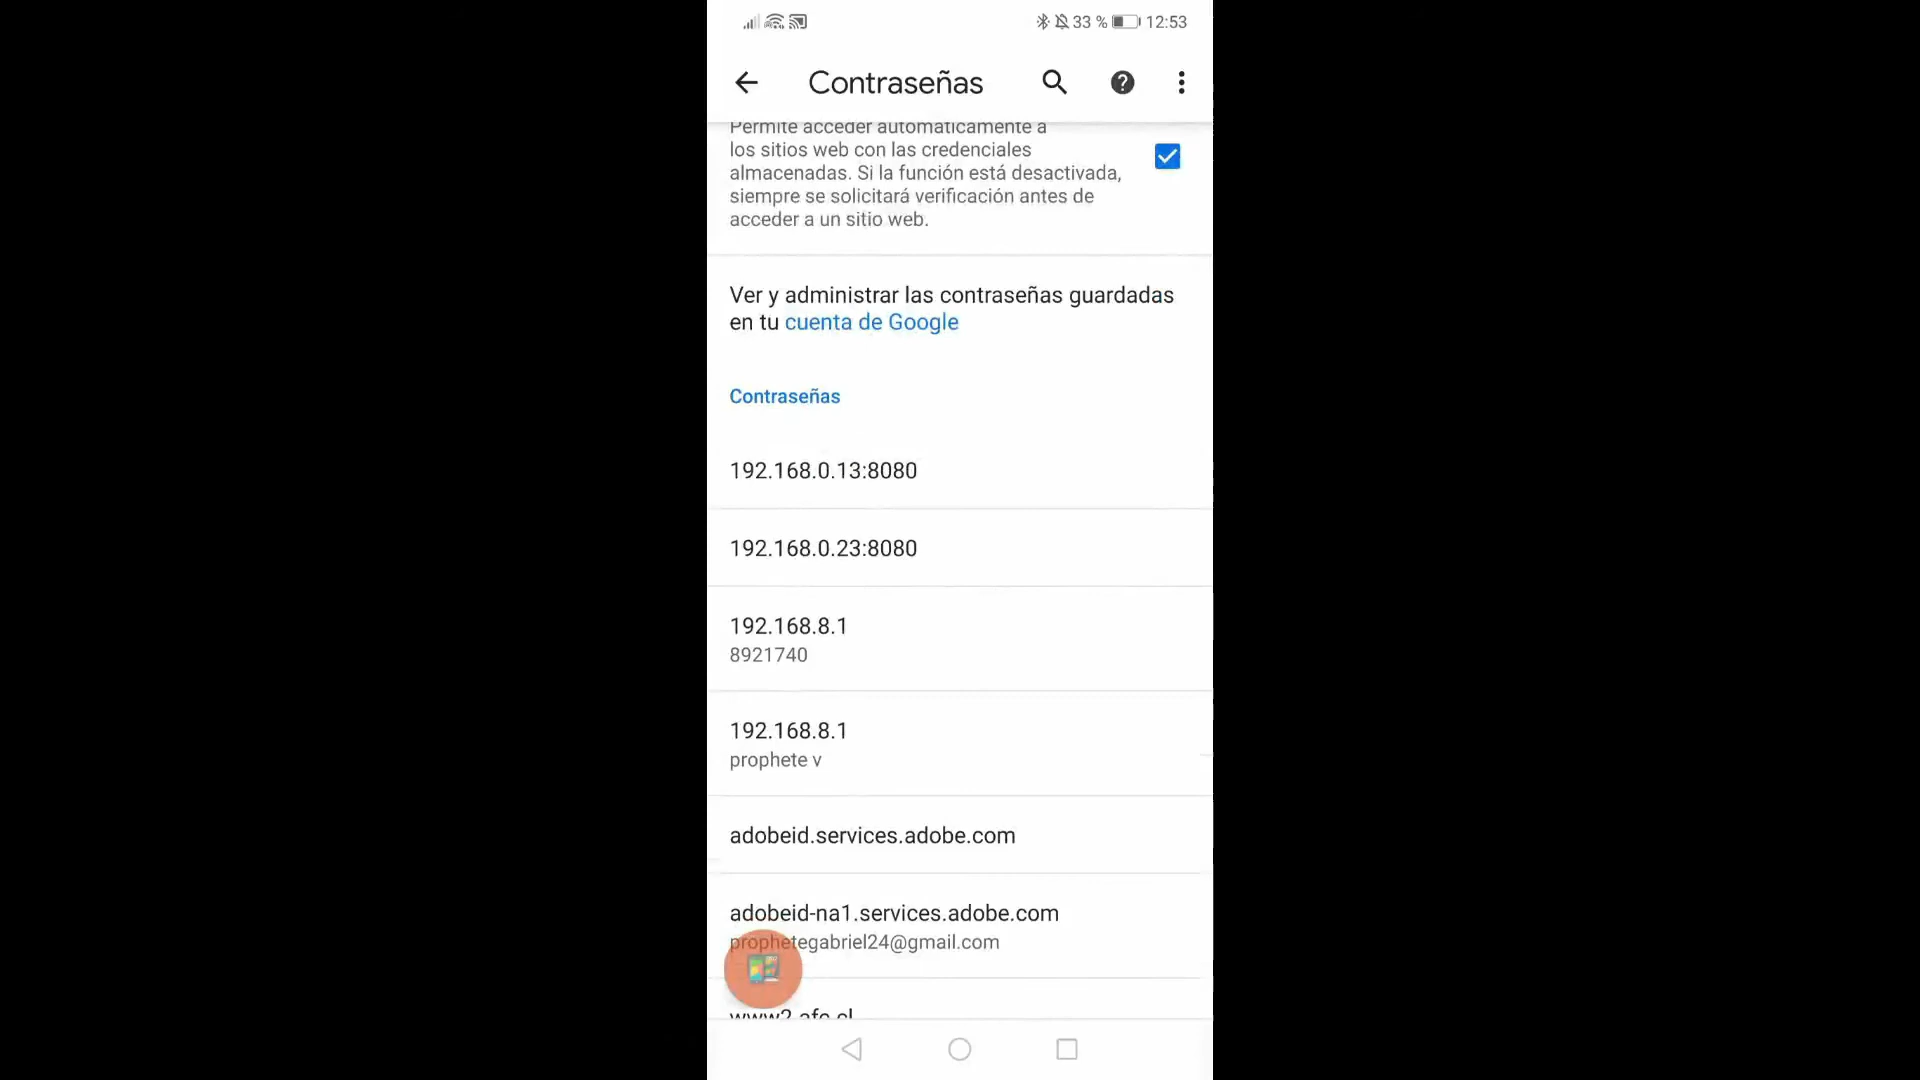 33 % 12:53
Contraseñas
Permite acceder automáticamente a
los sitios web con las credenciales
almacenadas. Si la función está desactivada,
siempre se solicitará verificación antes de
acceder a un sitio web.
Ver y administrar las contraseñas guardadas
en tu cuenta de Google
Contraseñas
192.168.0.13:8080
192.168.0.23:8080
192.168.8.1
8921740
192.168.8.1
prophete v
adobeid.services.adobe.com
adobeid-na1.services.adobe.com
prophetegabriel24@gmail.com
www2.afc.cl